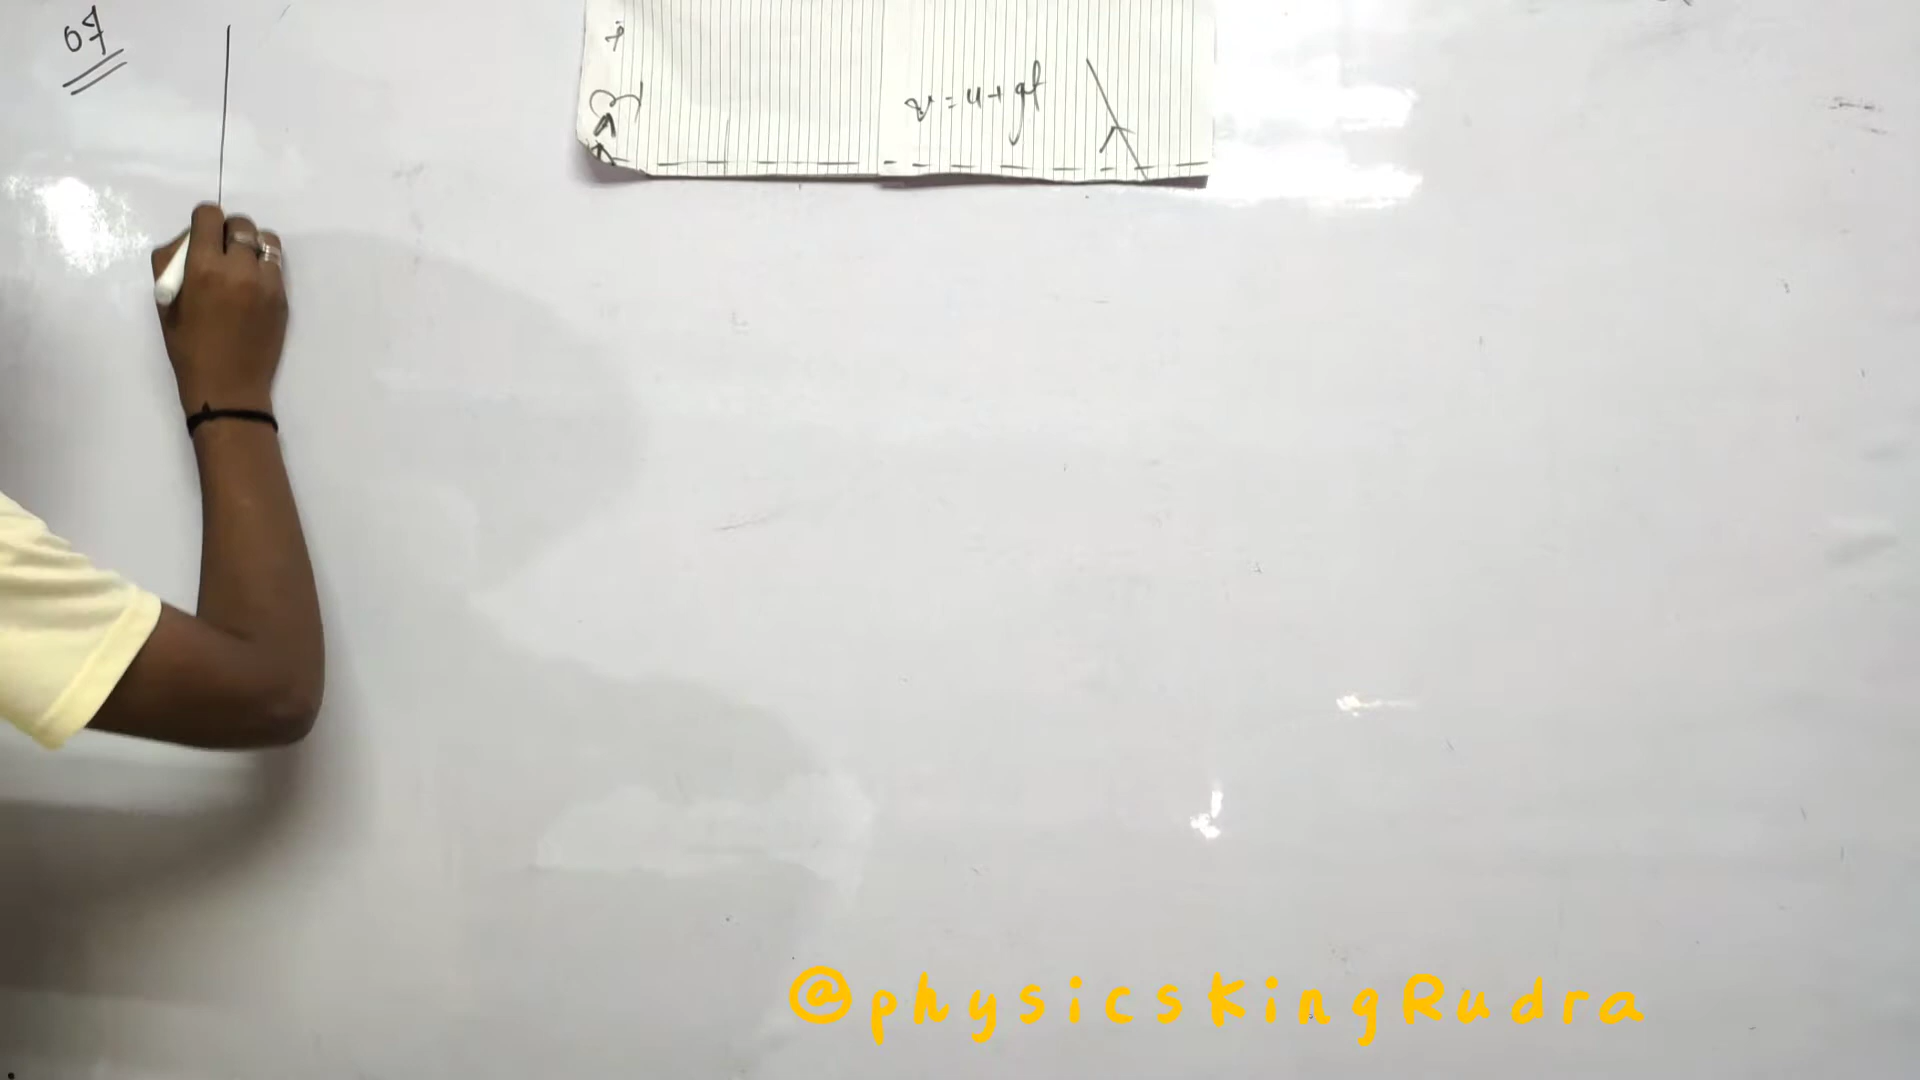 07
v = u + gt
@physicskingRudra